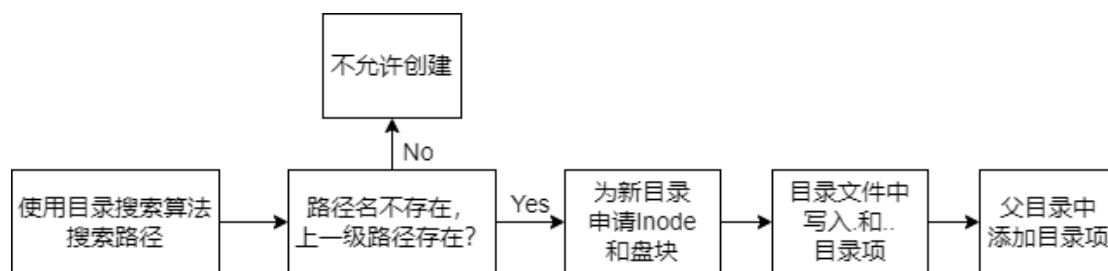 不允许创建
No
使用目录搜索算法
搜索路径
路径名不存在，
上一级路径存在？
Yes
为新目录
申请Inode
和盘块
目录文件中
写入.和..
目录项
父目录中
添加目录项